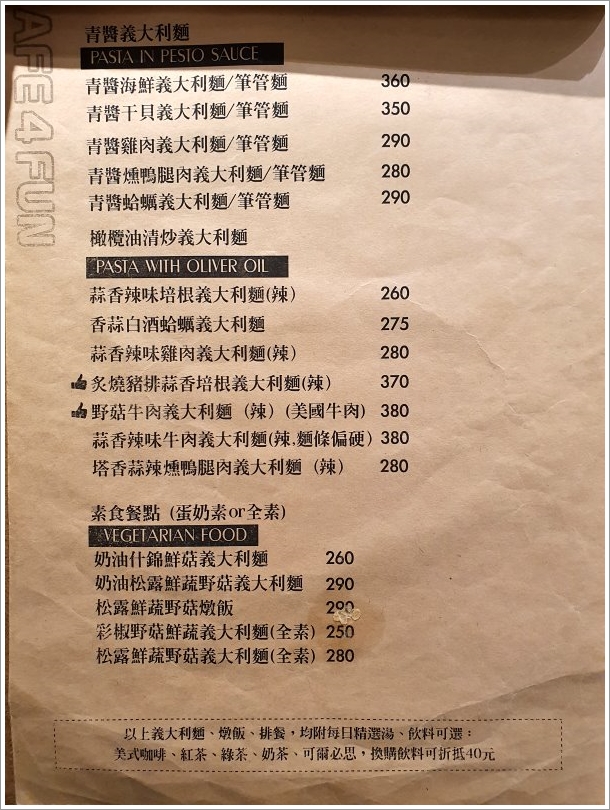 AFE4FUN
青醬義大利麵
PASTA IN PESTO SAUCE
青醬海鮮義大利麵/筆管麵 360
青醬干貝義大利麵/筆管麵 350
青醬雞肉義大利麵/筆管麵 290
青醬燻鴨腿肉義大利麵/筆管麵 280
青醬蛤蠣義大利麵/筆管麵 290
橄欖油清炒義大利麵
PASTA WITH OLIVER OIL
蒜香辣味培根義大利麵(辣) 260
香蒜白酒蛤蠣義大利麵 275
蒜香辣味雞肉義大利麵(辣) 280
炙燒豬排蒜香培根義大利麵(辣) 370
野菇牛肉義大利麵 (辣) (美國牛肉) 380
蒜香辣味牛肉義大利麵(辣.麵條偏硬) 380
塔香蒜辣燻鴨腿肉義大利麵 (辣) 280
素食餐點 (蛋奶素or全素)
VEGETARIAN FOOD
奶油什錦鮮菇義大利麵 260
奶油松露鮮蔬野菇義大利麵 290
松露鮮蔬野菇燉飯 290
彩椒野菇鮮蔬義大利麵(全素) 250
松露鮮蔬野菇義大利麵(全素) 280
以上義大利麵、燉飯、排餐，均附每日精選湯、飲料可選：
美式咖啡、紅茶、綠茶、奶茶、可爾必思，換購飲料可折抵40元